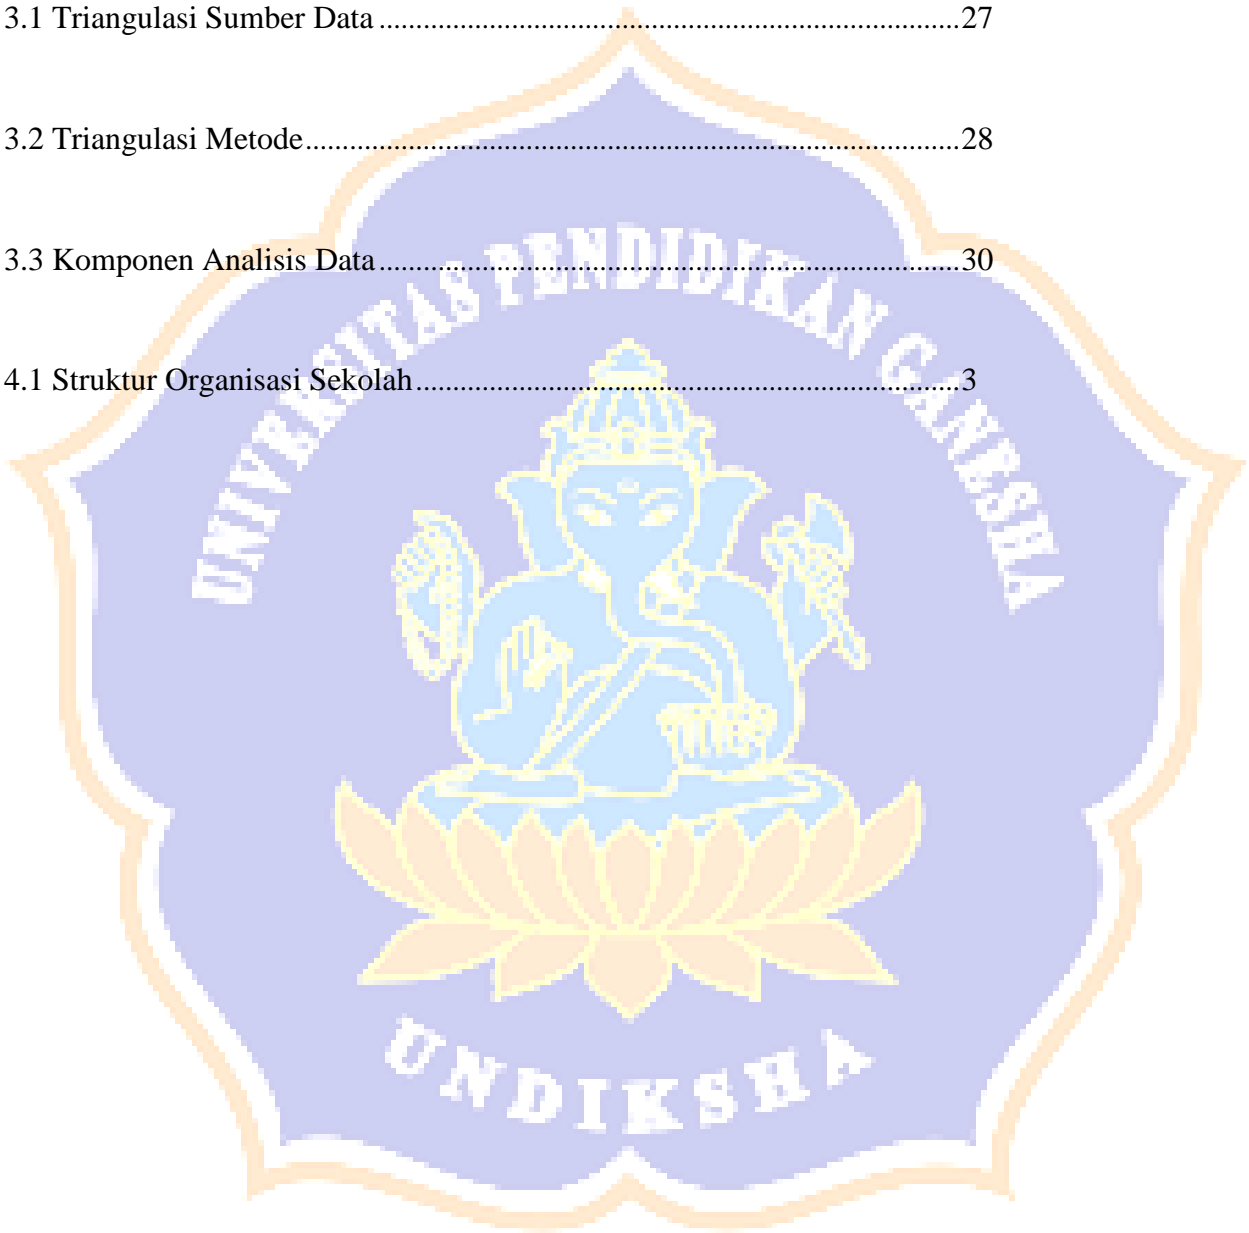 3.1 Triangulasi Sumber Data ............................................................................... 27
3.2 Triangulasi Metode ......................................................................................... 28
3.3 Komponen Analisis Data ............................................................................... 30
4.1 Struktur Organisasi Sekolah .......................................................................... 3
UNIVERSITAS PENDIDIKAN GANESHA
UNDIKSHA